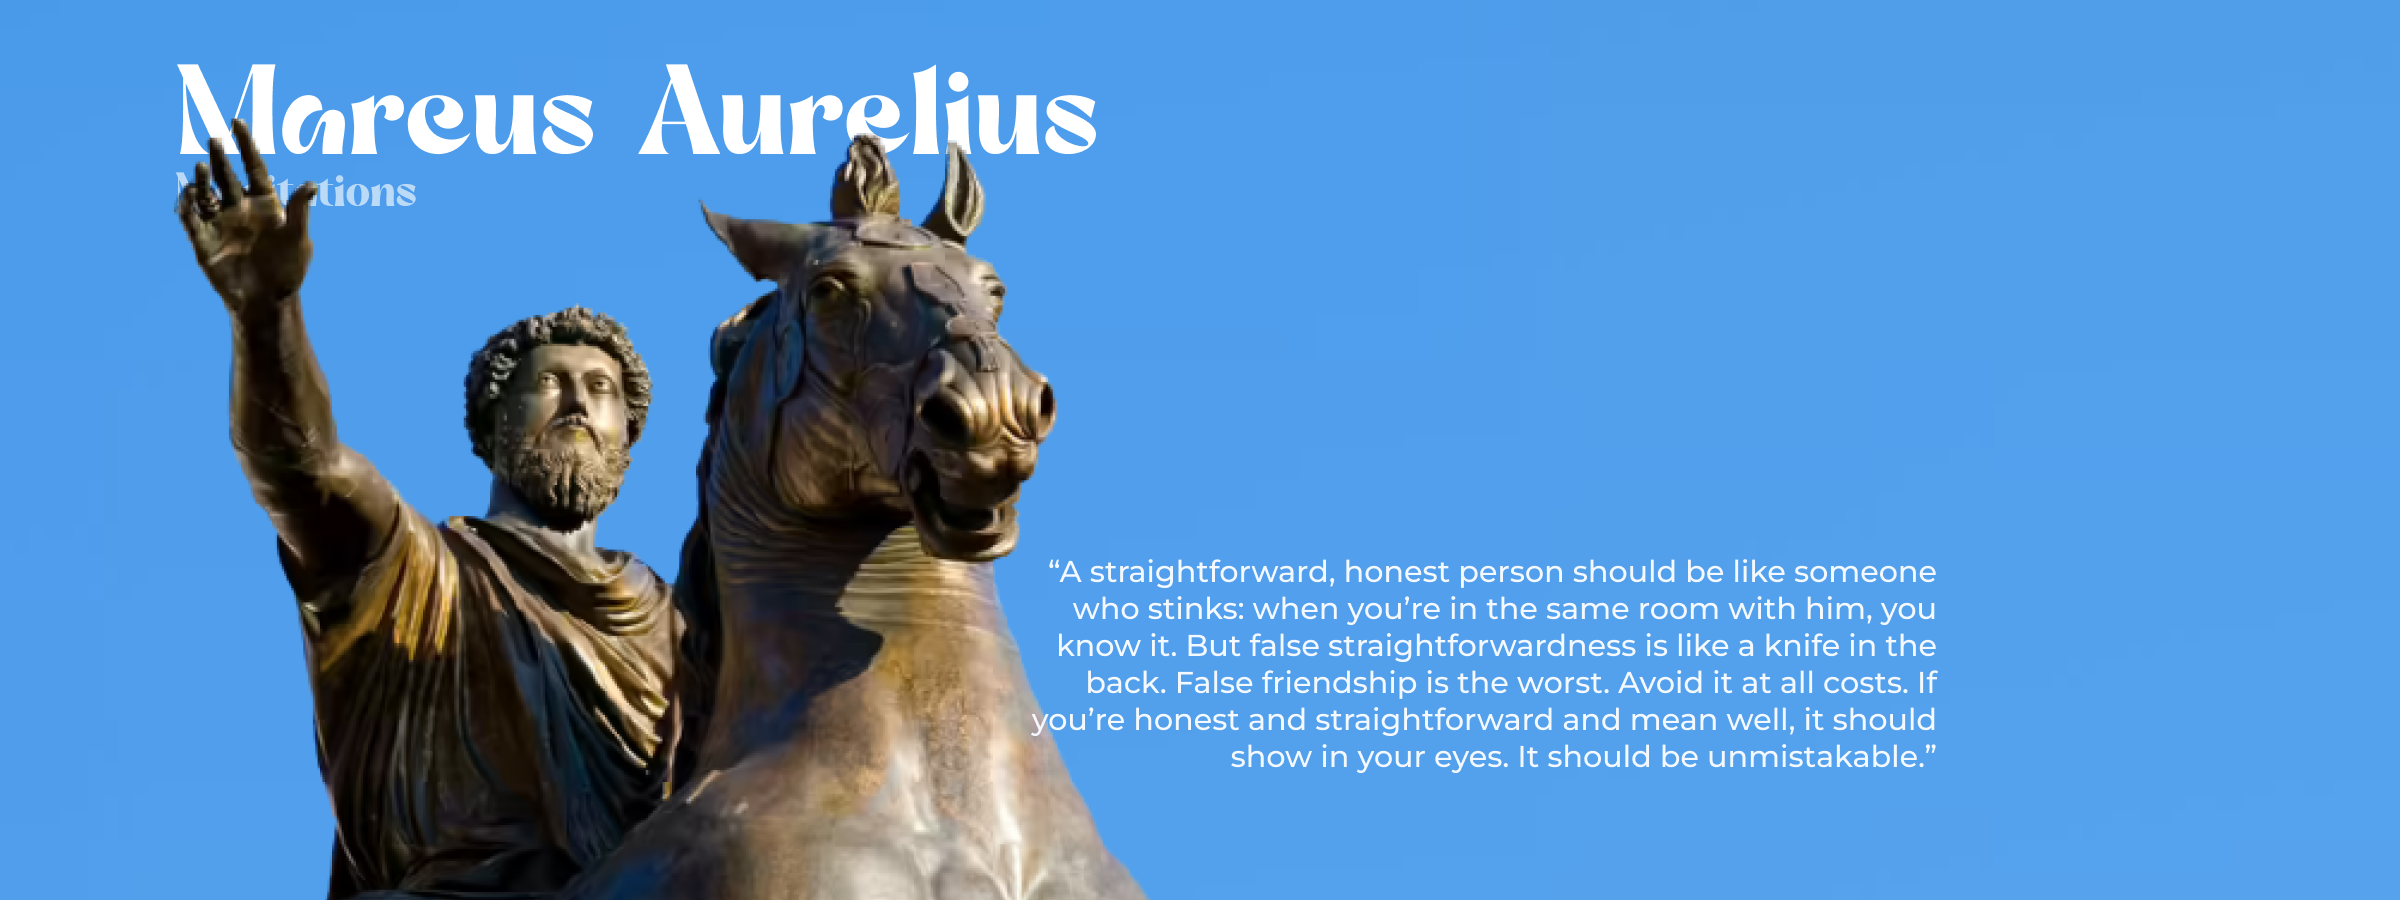 Marcus Aurelius
Meditations
“A straightforward, honest person should be like someone
who stinks: when you’re in the same room with him, you
know it. But false straightforwardness is like a knife in the
back. False friendship is the worst. Avoid it at all costs. If
you’re honest and straightforward and mean well, it should
show in your eyes. It should be unmistakable.”